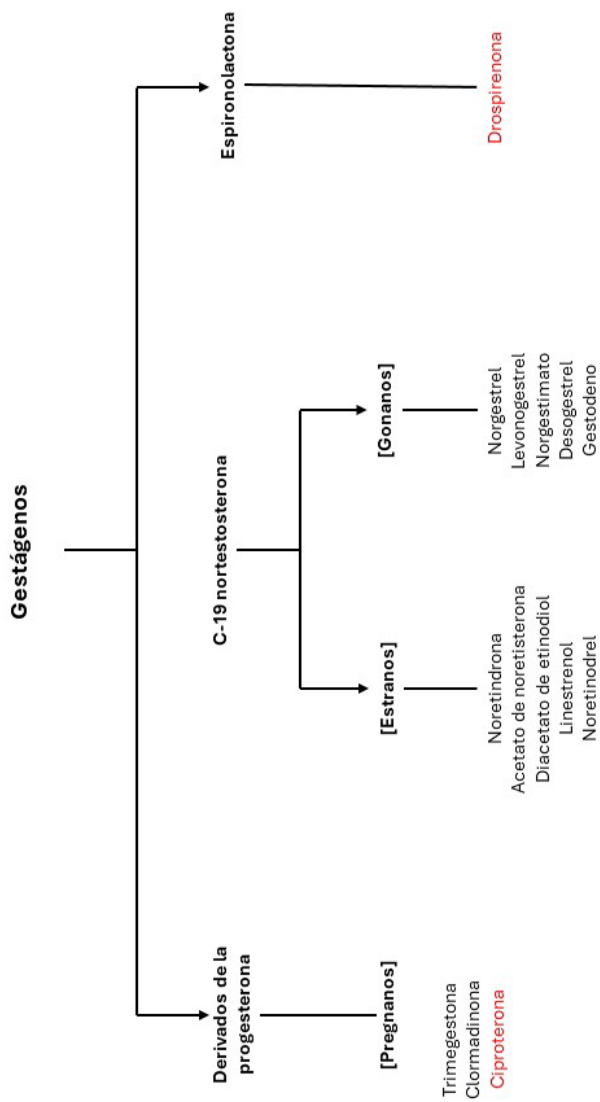 Gestágenos
Derivados de la
progesterona
C-19 nortestosterona
Espironolactona
[Pregnanos]
[Estranos]
[Gonanos]
Trimegestona
Clormadinona
Ciproterona
Noretindrona
Acetato de noretisterona
Diacetato de etinodiol
Linestrenol
Noretinodrel
Norgestrel
Levonogestrel
Norgestimato
Desogestrel
Gestodeno
Drospirenona